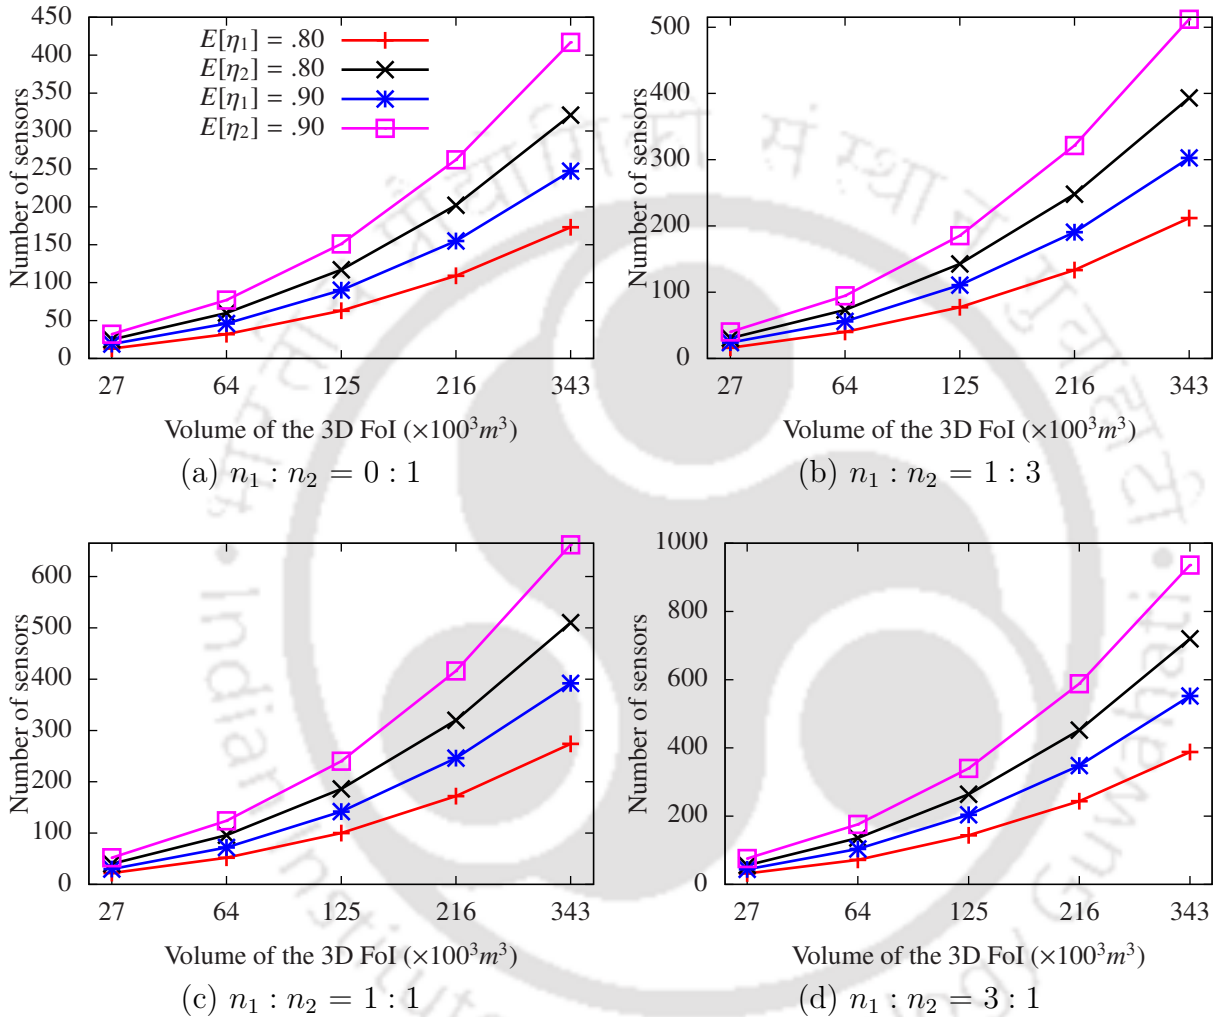 450
400
350
300
250
200
150
100
50
0
Number of sensors
E[η₁] = .80
E[η₂] = .80
E[η₁] = .90
E[η₂] = .90
27 64 125 216 343
Volume of the 3D FoI (×100³m³)
(a) n₁ : n₂ = 0 : 1
500
400
300
200
100
0
Number of sensors
27 64 125 216 343
Volume of the 3D FoI (×100³m³)
(b) n₁ : n₂ = 1 : 3
600
500
400
300
200
100
0
Number of sensors
27 64 125 216 343
Volume of the 3D FoI (×100³m³)
(c) n₁ : n₂ = 1 : 1
1000
800
600
400
200
0
Number of sensors
27 64 125 216 343
Volume of the 3D FoI (×100³m³)
(d) n₁ : n₂ = 3 : 1
Indian Institute
Guwahati